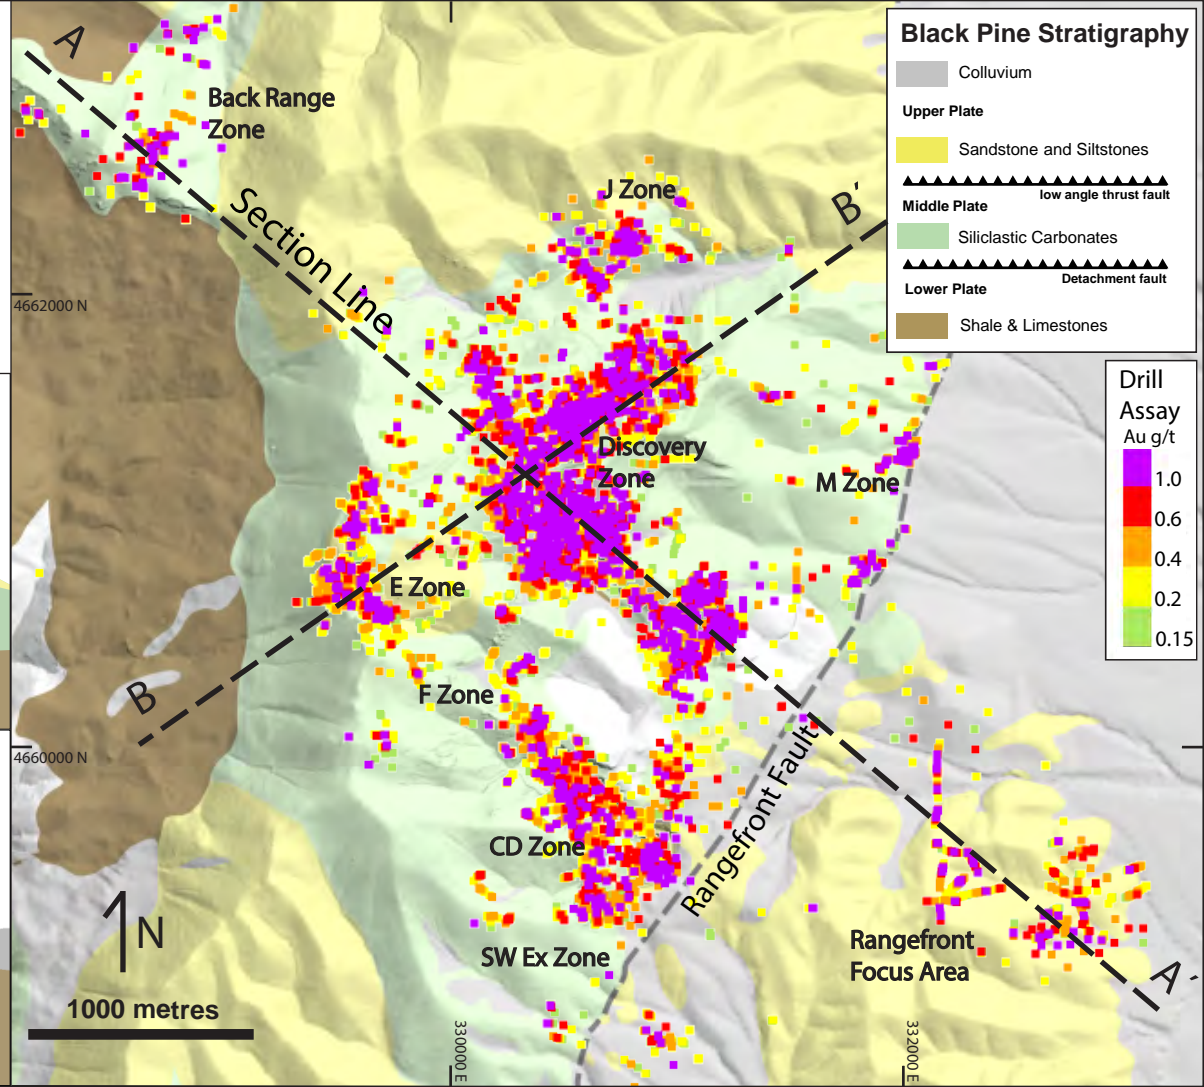 Black Pine Stratigraphy
Colluvium
Upper Plate
Sandstone and Siltstones
low angle thrust fault
Middle Plate
Siliclastic Carbonates
Detachment fault
Lower Plate
Shale & Limestones
Drill
Assay
Au g/t
1.0
0.6
0.4
0.2
0.15
A
Back Range
Zone
Section Line
J Zone
B'
4662000 N
Discovery
Zone
M Zone
E Zone
B
F Zone
4660000 N
Rangefront Fault
CD Zone
N
SW Ex Zone
Rangefront
Focus Area
A'
1000 metres
330000 E
332000 E